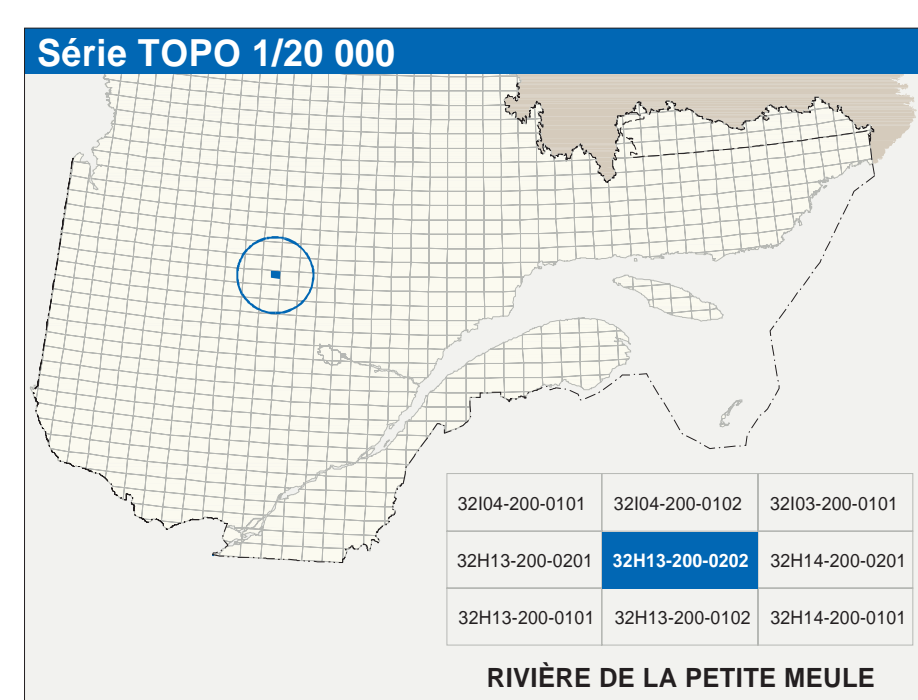 Série TOPO 1/20 000
32I04-200-0101 32I04-200-0102 32I03-200-0101
32H13-200-0201 32H13-200-0202 32H14-200-0201
32H13-200-0101 32H13-200-0102 32H14-200-0101
RIVIÈRE DE LA PETITE MEULE